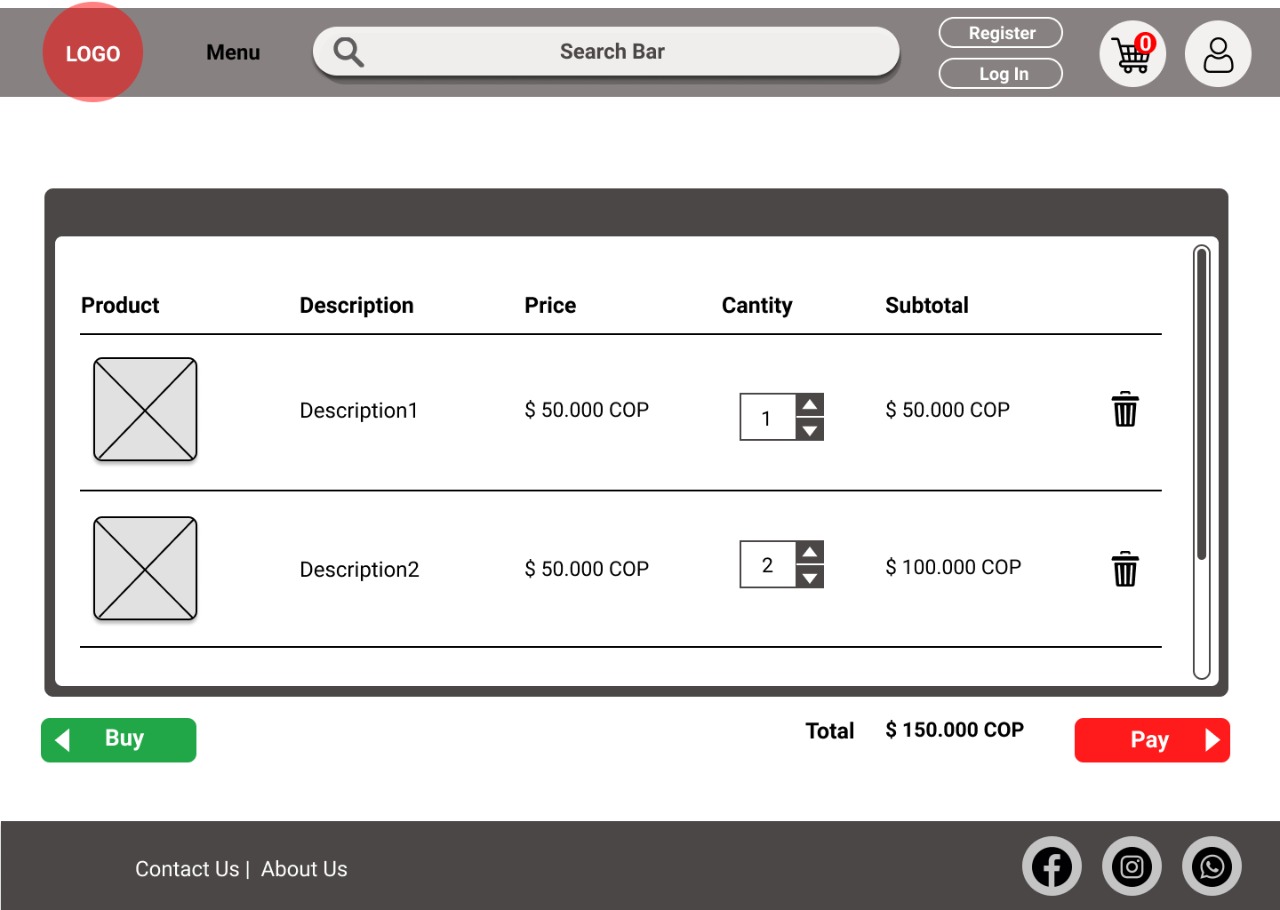 LOGO
Menu
Search Bar
Register
Log In
0
Product Description Price Cantity Subtotal
Description1 $ 50.000 COP 1 $ 50.000 COP
Description2 $ 50.000 COP 2 $ 100.000 COP
Buy
Total $ 150.000 COP
Pay
Contact Us | About Us